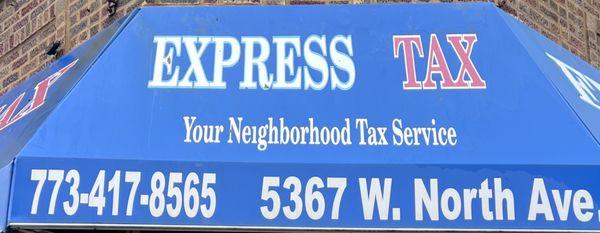 EXPRESS TAX
Your Neighborhood Tax Service
773-417-8565 5367 W. North Ave.